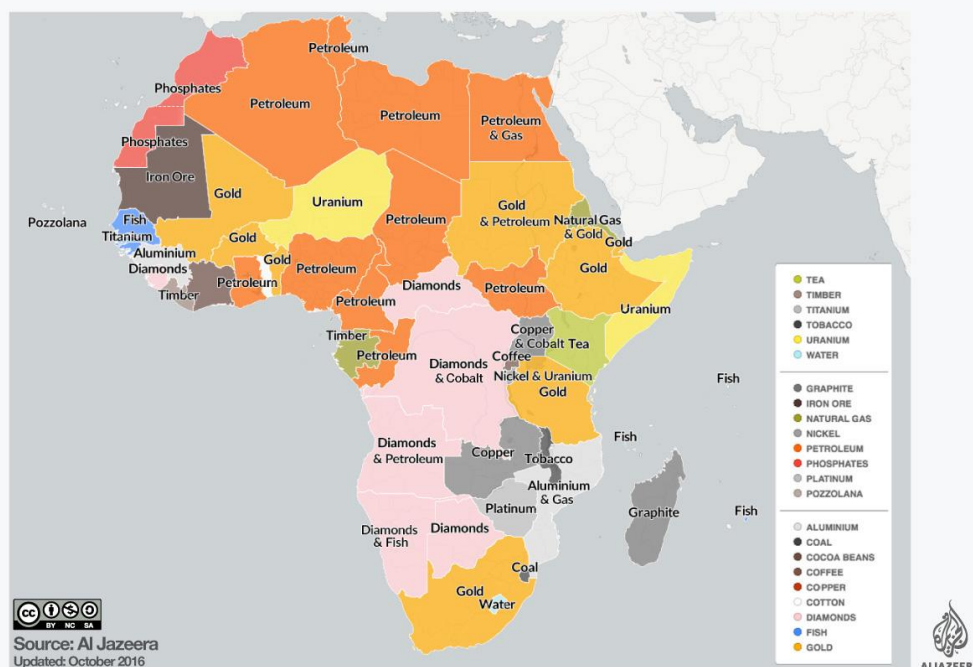 Petroleum
Phosphates
Petroleum
Petroleum
Petroleum
& Gas
Phosphates
Iron Ore
Gold
Uranium
Petroleum
Gold
& Petroleum
Natural Gas
& Gold
Pozzolana
Fish
Titanium
Gold
Gold
Aluminium
Gold
Gold
Diamonds
Petroleum
Petroleum
Timber
Petroleum
Diamonds
Petroleum
Uranium
Timber
Petroleum
Copper
& Cobalt
Tea
Coffee
Diamonds
& Cobalt
Nickel & Uranium
Gold
Fish
Fish
Diamonds
& Petroleum
Copper
Tobacco
Aluminium
& Gas
Platinum
Graphite
Fish
Diamonds
& Fish
Diamonds
Coal
Gold
Water
TEA
TIMBER
TITANIUM
TOBACCO
URANIUM
WATER
GRAPHITE
IRON ORE
NATURAL GAS
NICKEL
PETROLEUM
PHOSPHATES
PLATINUM
POZZOLANA
ALUMINIUM
COAL
COCOA BEANS
COFFEE
COPPER
COTTON
DIAMONDS
FISH
GOLD
cc
BY NC SA
Source: Al Jazeera
Updated: October 2016